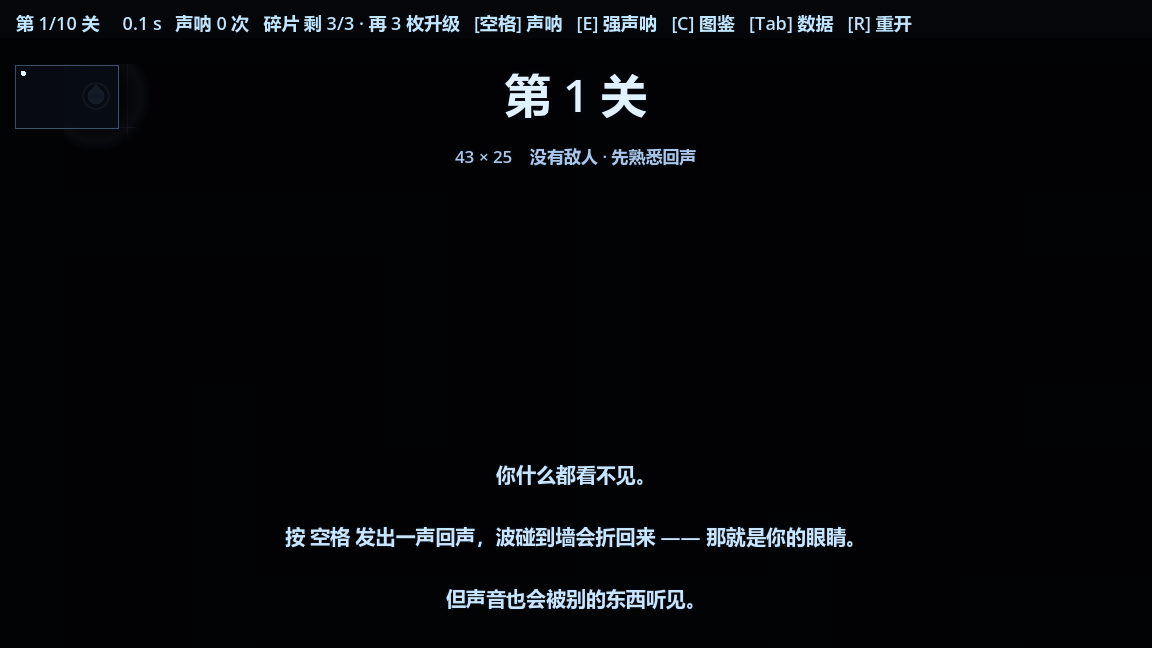 第 1/10 关 0.1 s 声呐 0 次 碎片 剩 3/3 · 再 3 枚升级 [空格] 声呐 [E] 强声呐 [C] 图鉴 [Tab] 数据 [R] 重开
第 1 关
43 × 25 没有敌人 · 先熟悉回声
你什么都看不见。
按 空格 发出一声回声，波碰到墙会折回来 —— 那就是你的眼睛。
但声音也会被别的东西听见。